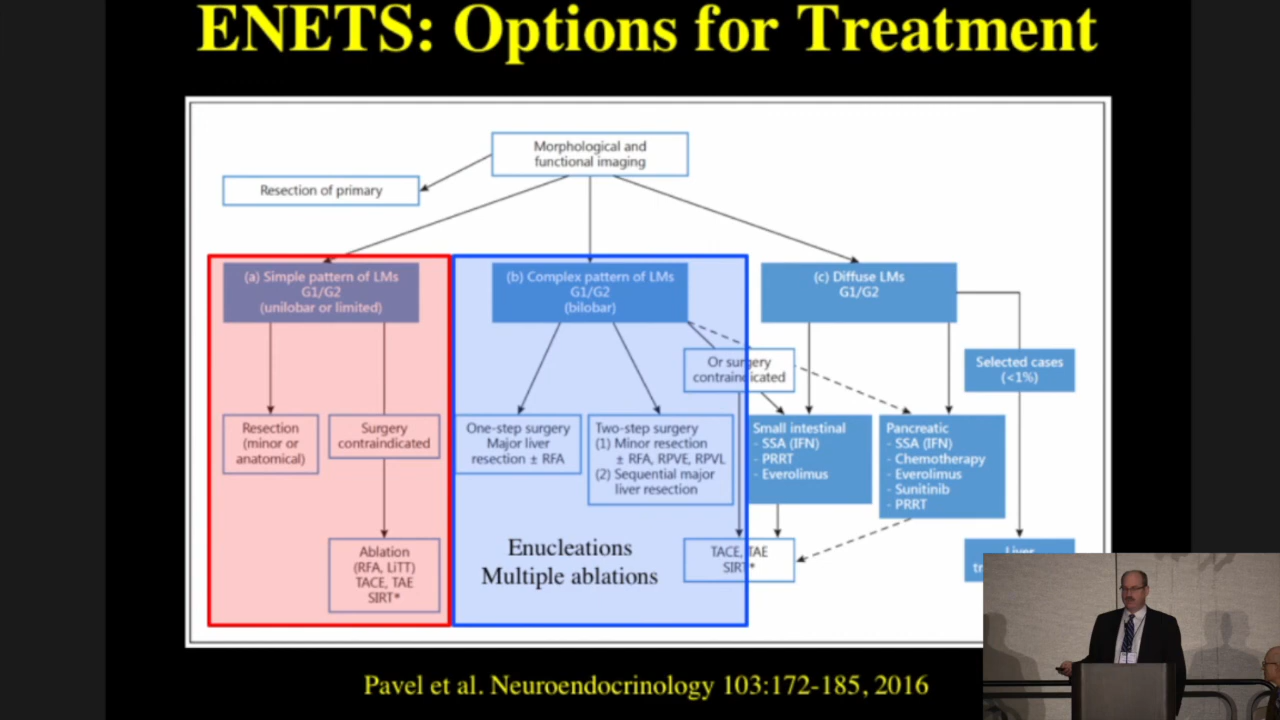 ENETS: Options for Treatment
Morphological and
functional imaging
Resection of primary
(a) Simple pattern of LMs
G1/G2
(unilobar or limited)
(b) Complex pattern of LMs
G1/G2
(bilobar)
(c) Diffuse LMs
G1/G2
Or surgery
contraindicated
Selected cases
(<1%)
Resection
(minor or
anatomical)
Surgery
contraindicated
One-step surgery
Major liver
resection ± RFA
Two-step surgery
(1) Minor resection
± RFA, RPVE, RPVL
(2) Sequential major
liver resection
Small intestinal
- SSA (IFN)
- PRRT
- Everolimus
Pancreatic
- SSA (IFN)
- Chemotherapy
- Everolimus
- Sunitinib
- PRRT
Ablation
(RFA, LiTT)
TACE, TAE
SIRT*
Enucleations
Multiple ablations
TACE, TAE
SIRT*
Liver
Pavel et al. Neuroendocrinology 103:172-185, 2016